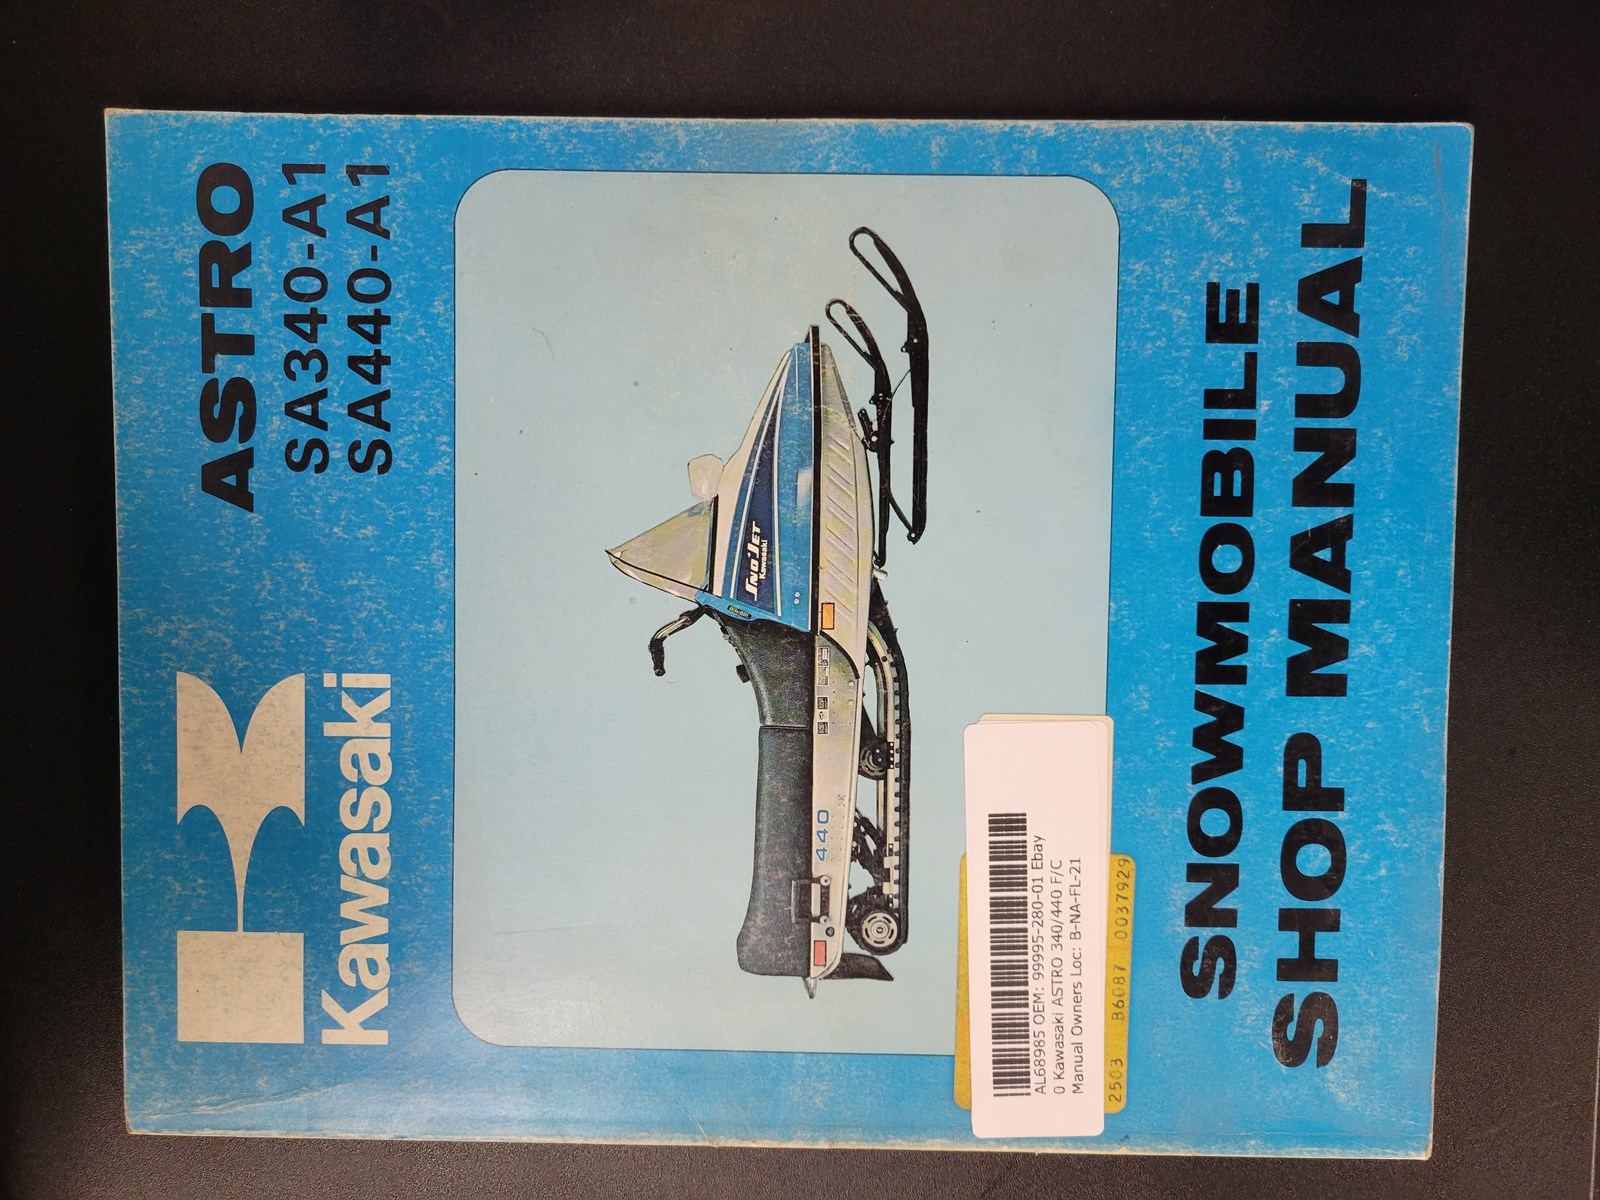 Kawasaki
ASTRO
SA340-A1
SA440-A1
SNO JET
Kawasaki
440
AL68985 OEM: 99995-280-01 Ebay
0 Kawasaki ASTRO 340/440 F/C
Manual Owners Loc: B-NA-FL-21
2503 B6087 0037929
SNOWMOBILE
SHOP MANUAL